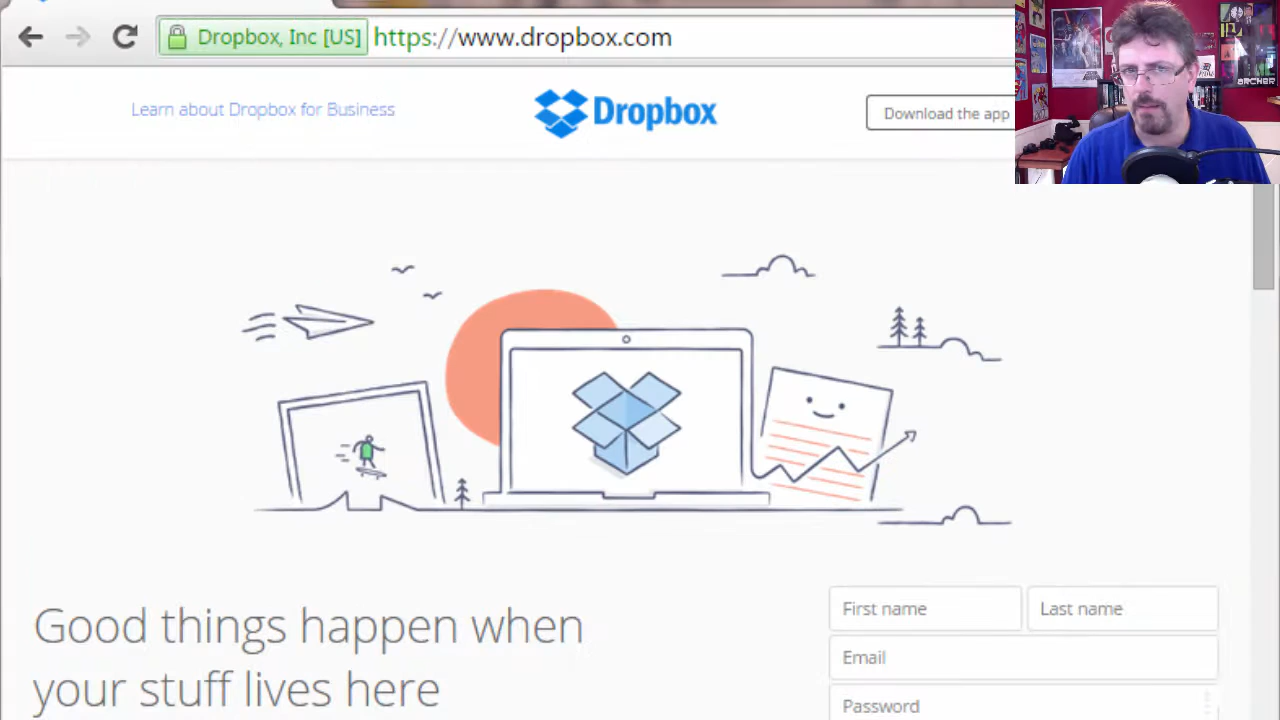 Dropbox, Inc [US] https://www.dropbox.com
Learn about Dropbox for Business
Dropbox
Download the app
ARCHER
Good things happen when
your stuff lives here
First name
Last name
Email
Password